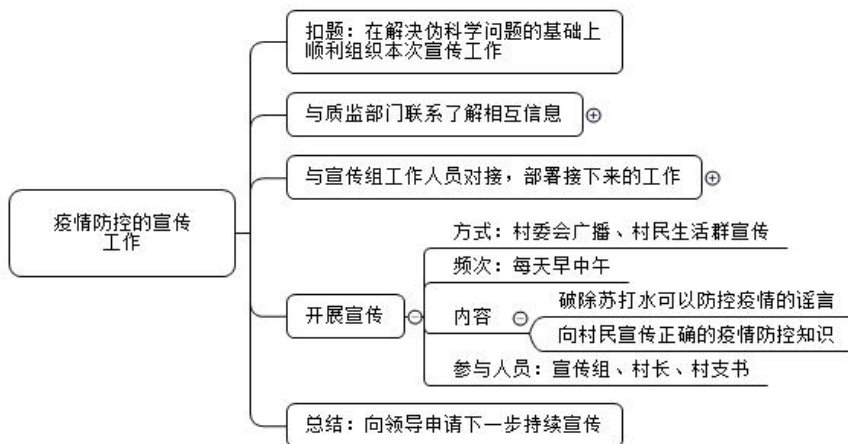 扣题：在解决伪科学问题的基础上
顺利组织本次宣传工作
与质监部门联系了解相互信息
与宣传组工作人员对接，部署接下来的工作
疫情防控的宣传
工作
方式：村委会广播、村民生活群宣传
频次：每天早中午
开展宣传
内容
破除苏打水可以防控疫情的谣言
向村民宣传正确的疫情防控知识
参与人员：宣传组、村长、村支书
总结：向领导申请下一步持续宣传